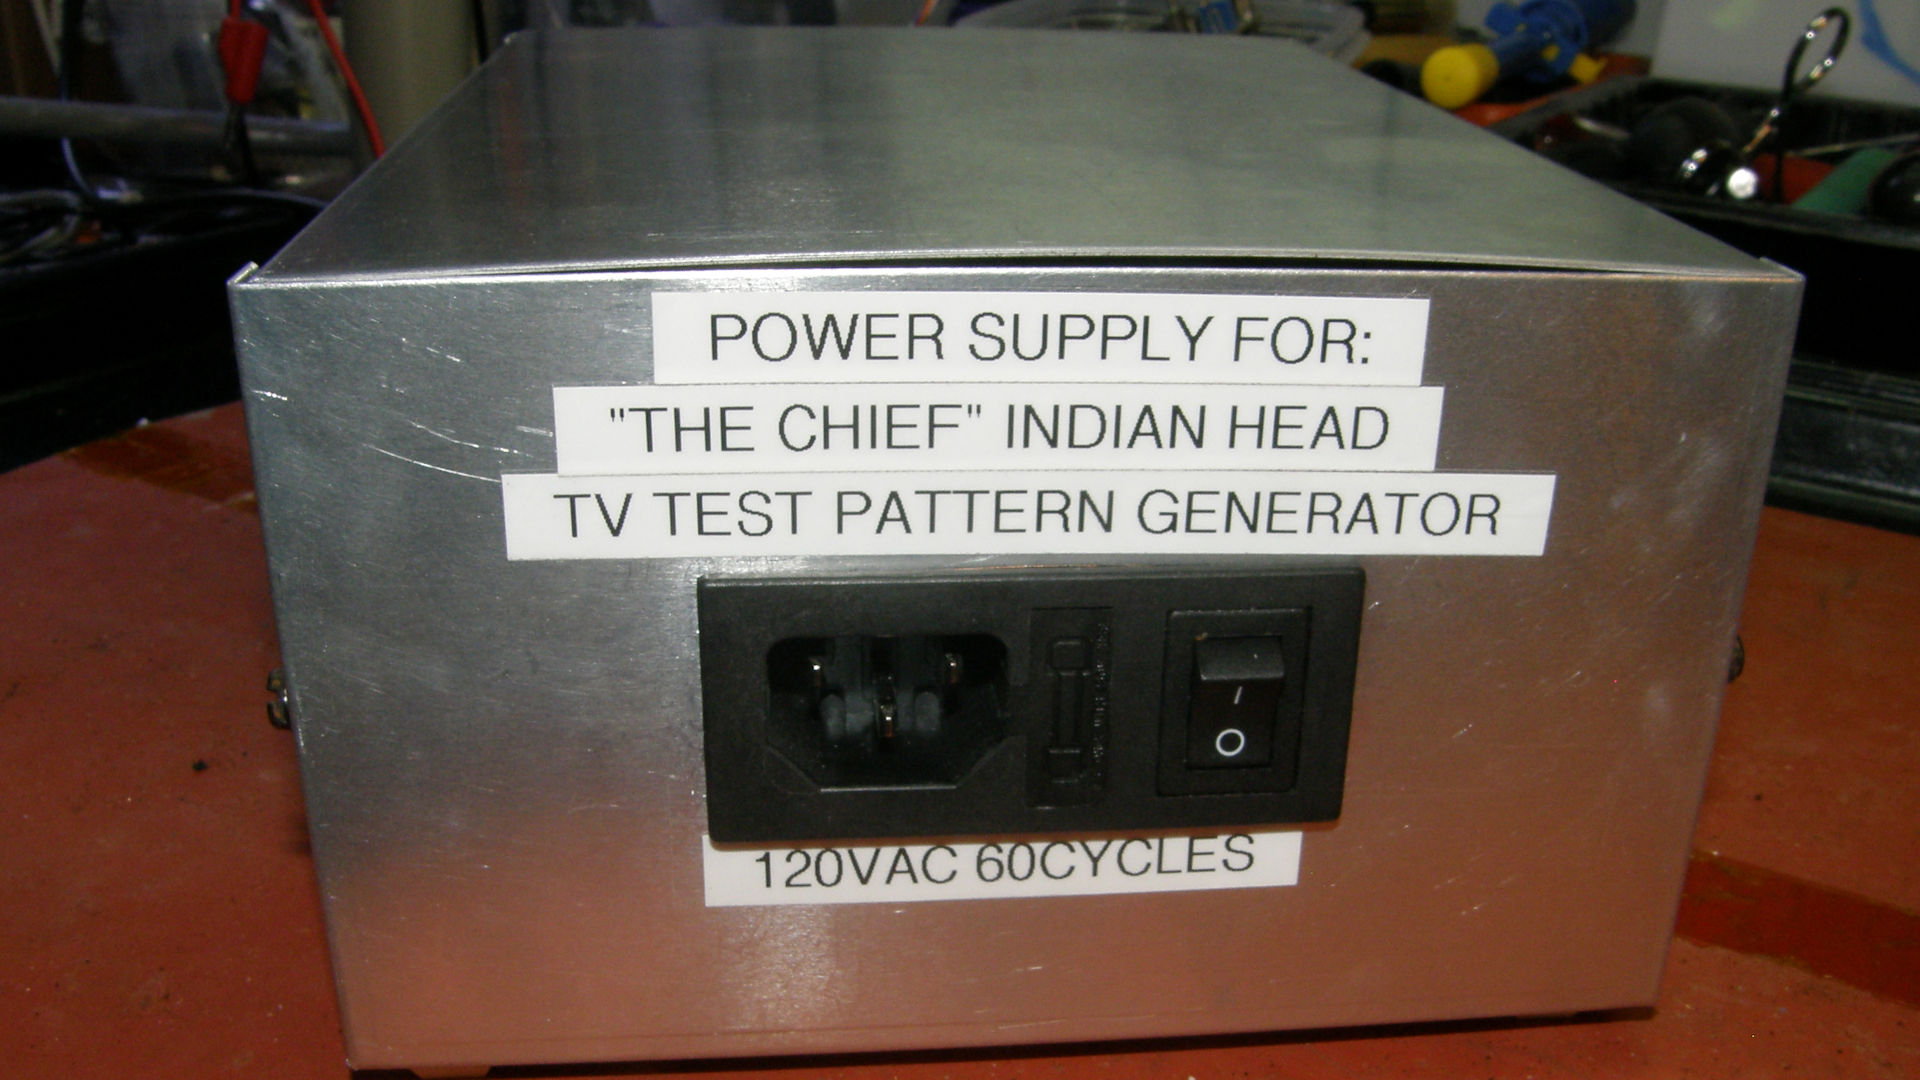 POWER SUPPLY FOR:
"THE CHIEF" INDIAN HEAD
TV TEST PATTERN GENERATOR
I
O
120VAC 60CYCLES